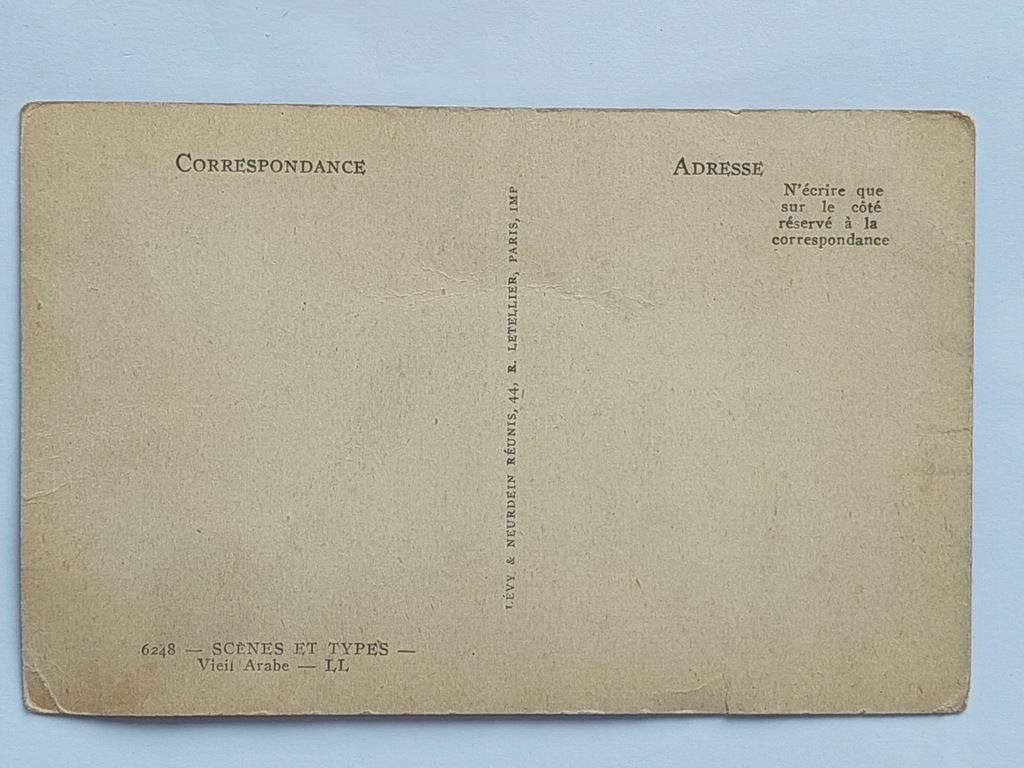 CORRESPONDANCE
ADRESSE
N'écrire que
sur le côté
réservé à la
correspondance
LÉVY & NEURDEIN RÉUNIS, 44, R. LETELLIER, PARIS, IMP
6248 — SCÈNES ET TYPES —
Vieil Arabe — LL